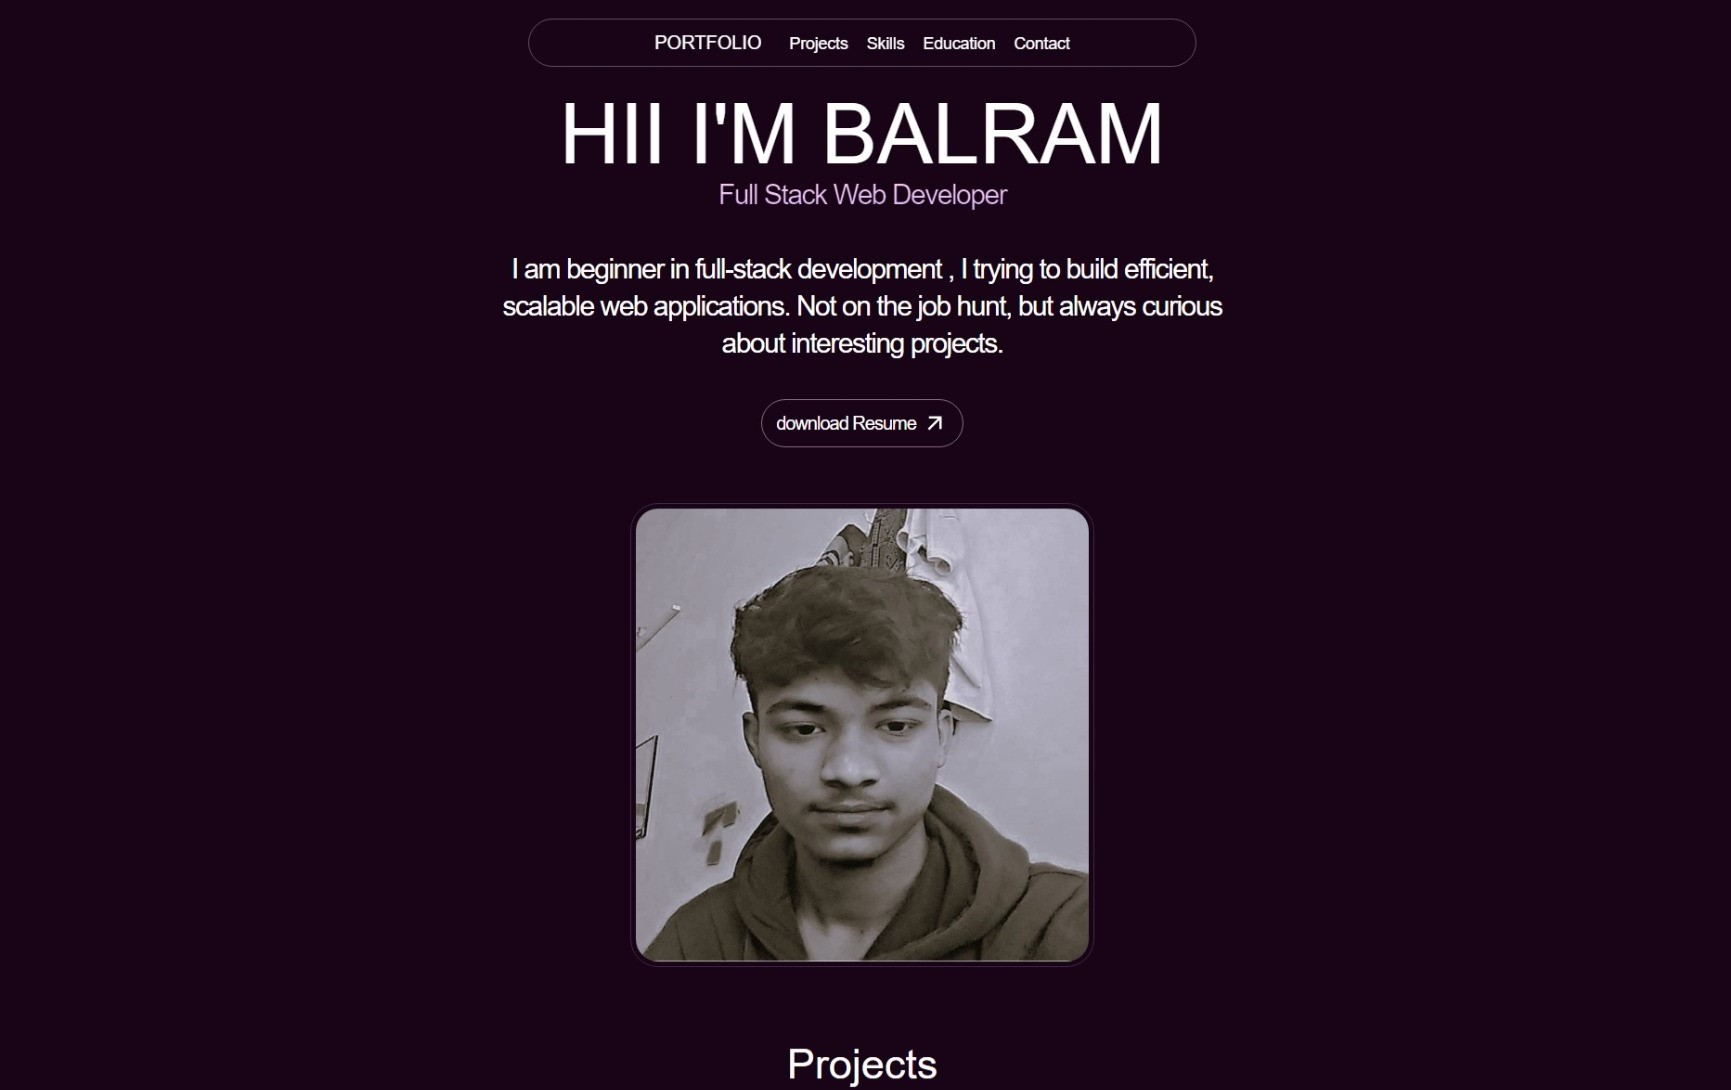 PORTFOLIO Projects Skills Education Contact
HII I'M BALRAM
Full Stack Web Developer
I am beginner in full-stack development , I trying to build efficient,
scalable web applications. Not on the job hunt, but always curious
about interesting projects.
download Resume
Projects